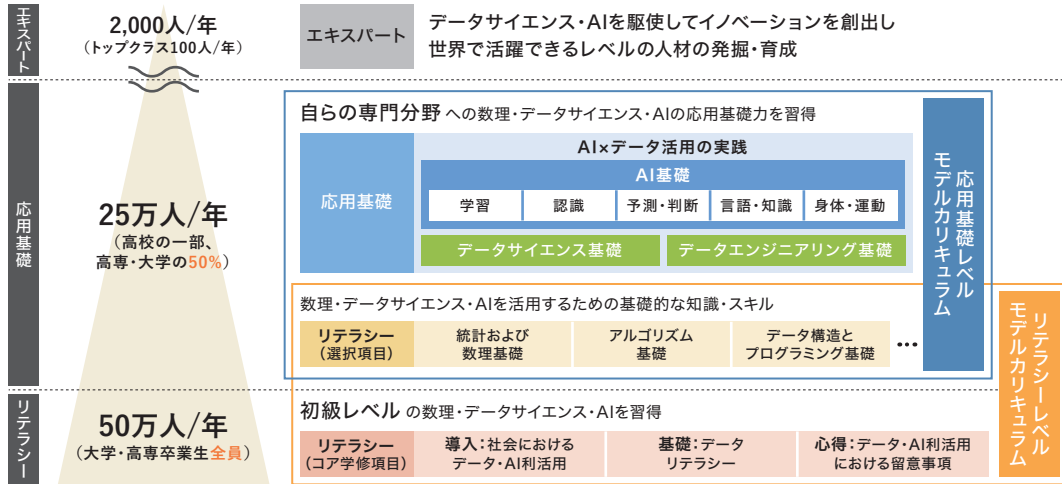 エキスパート
2,000人/年
（トップクラス100人/年）
エキスパート
データサイエンス・AIを駆使してイノベーションを創出し
世界で活躍できるレベルの人材の発掘・育成
応用基礎
25万人/年
（高校の一部、
高専・大学の50%）
自らの専門分野 への数理・データサイエンス・AIの応用基礎力を習得
応用基礎
AI×データ活用の実践
AI基礎
学習
認識
予測・判断
言語・知識
身体・運動
データサイエンス基礎
データエンジニアリング基礎
応用基礎レベル
モデルカリキュラム
数理・データサイエンス・AIを活用するための基礎的な知識・スキル
リテラシー
（選択項目）
統計および
数理基礎
アルゴリズム
基礎
データ構造と
プログラミング基礎
…
リテラシーレベル
モデルカリキュラム
リテラシー
50万人/年
（大学・高専卒業生全員）
初級レベル の数理・データサイエンス・AIを習得
リテラシー
（コア学修項目）
導入：社会における
データ・AI利活用
基礎：データ
リテラシー
心得：データ・AI利活用
における留意事項